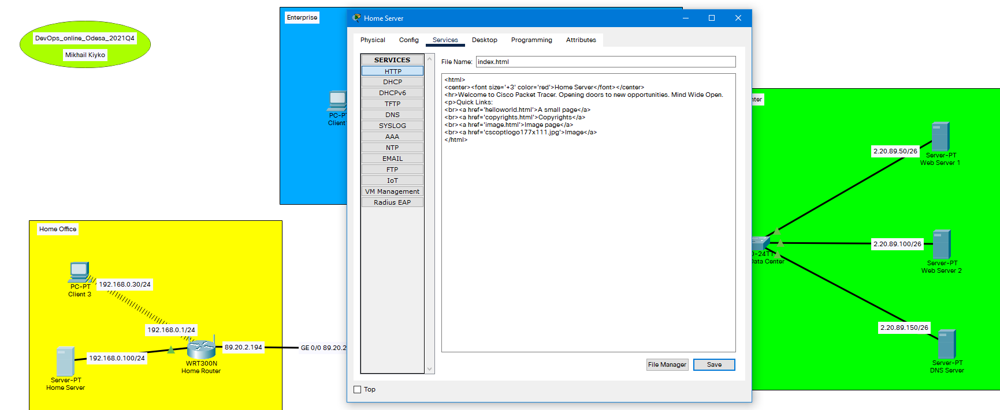 DevOps_online_Odesa_2021Q4
Mikhail Kiyko
Enterprise
PC-PT
Client
Home Server
Physical
Config
Services
Desktop
Programming
Attributes
SERVICES
HTTP
DHCP
DHCPv6
TFTP
DNS
SYSLOG
AAA
NTP
EMAIL
FTP
IoT
VM Management
Radius EAP
File Name: index.html
<html>
<center><font size='+3' color='red'>Home Server</font></center>
<hr>Welcome to Cisco Packet Tracer. Opening doors to new opportunities. Mind Wide Open.
<p>Quick Links:
<br><a href='helloworld.html'>A small page</a>
<br><a href='copyrights.html'>Copyrights</a>
<br><a href='image.html'>Image page</a>
<br><a href='cscoptlogo177x111.jpg'>Image</a>
</html>
File Manager
Save
Top
Home Office
PC-PT
Client 3
192.168.0.30/24
192.168.0.1/24
192.168.0.100/24
Server-PT
Home Server
WRT300N
Home Router
89.20.2.194
GE 0/0 89.20.2
nter
2.20.89.50/26
Server-PT
Web Server 1
2.20.89.100/26
Server-PT
Web Server 2
0-24TT
Data Center
2.20.89.150/26
Server-PT
DNS Server